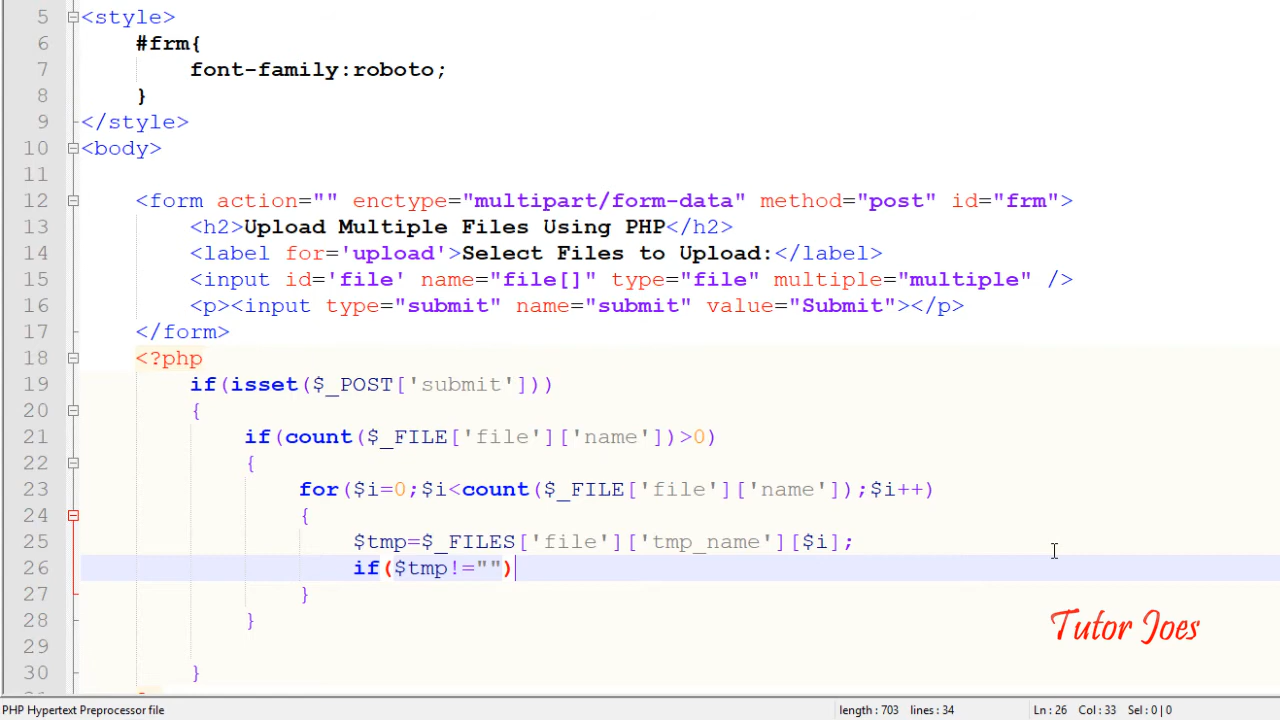 5 <style>
6 #frm{
7 font-family:roboto;
8 }
9 </style>
10 <body>
11
12 <form action="" enctype="multipart/form-data" method="post" id="frm">
13 <h2>Upload Multiple Files Using PHP</h2>
14 <label for='upload'>Select Files to Upload:</label>
15 <input id='file' name="file[]" type="file" multiple="multiple" />
16 <p><input type="submit" name="submit" value="Submit"></p>
17 </form>
18 <?php
19 if(isset($_POST['submit']))
20 {
21 if(count($_FILE['file']['name'])>0)
22 {
23 for($i=0;$i<count($_FILE['file']['name']);$i++)
24 {
25 $tmp=$_FILES['file']['tmp_name'][$i];
26 if($tmp!="")
27 }
28 }
29
30 }
Tutor Joes
PHP Hypertext Preprocessor file length : 703 lines : 34 Ln : 26 Col : 33 Sel : 0 | 0